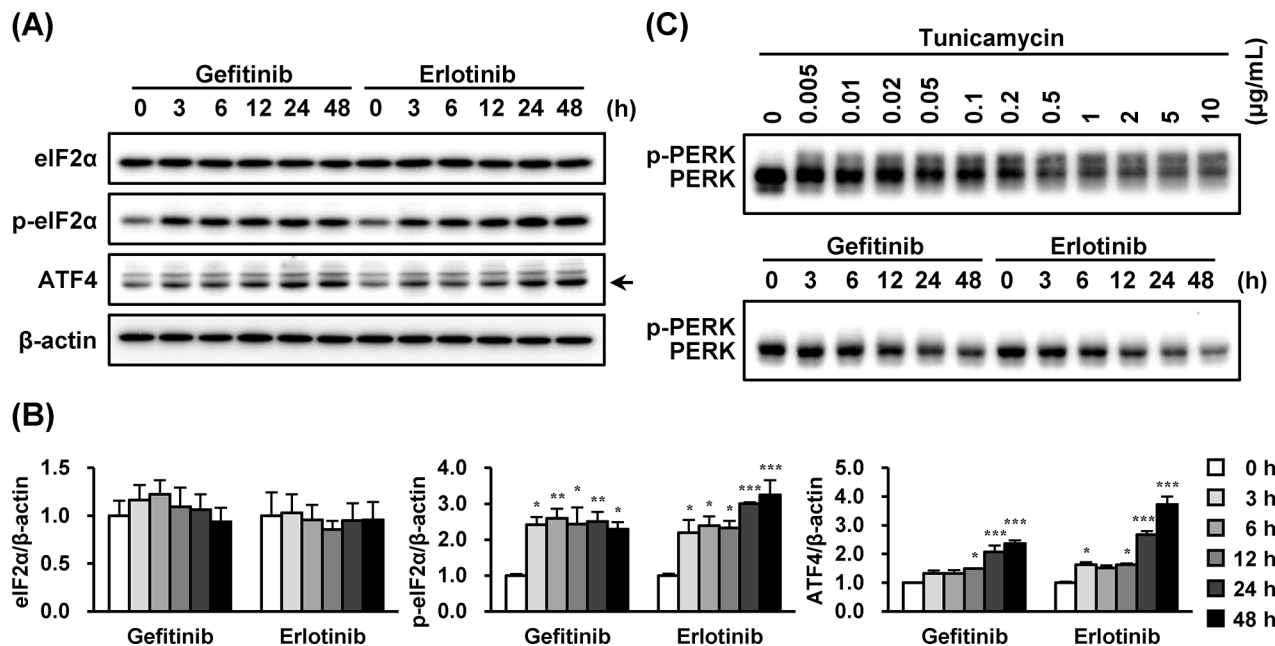 (A)
Gefitinib Erlotinib
0 3 6 12 24 48 0 3 6 12 24 48 (h)
eIF2α
p-eIF2α
ATF4
β-actin
(C)
Tunicamycin
0 0.005 0.01 0.02 0.05 0.1 0.2 0.5 1 2 5 10 (μg/mL)
p-PERK
PERK
Gefitinib Erlotinib
0 3 6 12 24 48 0 3 6 12 24 48 (h)
p-PERK
PERK
(B)
eIF2α/β-actin
1.5
1.0
0.5
0.0
Gefitinib Erlotinib
p-eIF2α/β-actin
4.0
3.0
2.0
1.0
0.0
* ** * ** * * * * *** ***
Gefitinib Erlotinib
ATF4/β-actin
5.0
4.0
3.0
2.0
1.0
0.0
* *** *** * * *** ***
Gefitinib Erlotinib
0 h
3 h
6 h
12 h
24 h
48 h